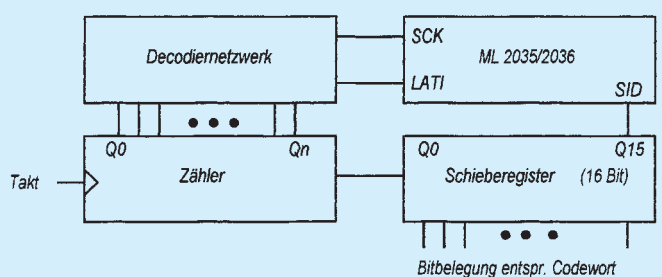 Decodiernetzwerk
SCK
ML 2035/2036
LATI
SID
Q0
Qn
Q0
Q15
Takt
Zähler
Schieberegister (16 Bit)
Bitbelegung entspr. Codewort